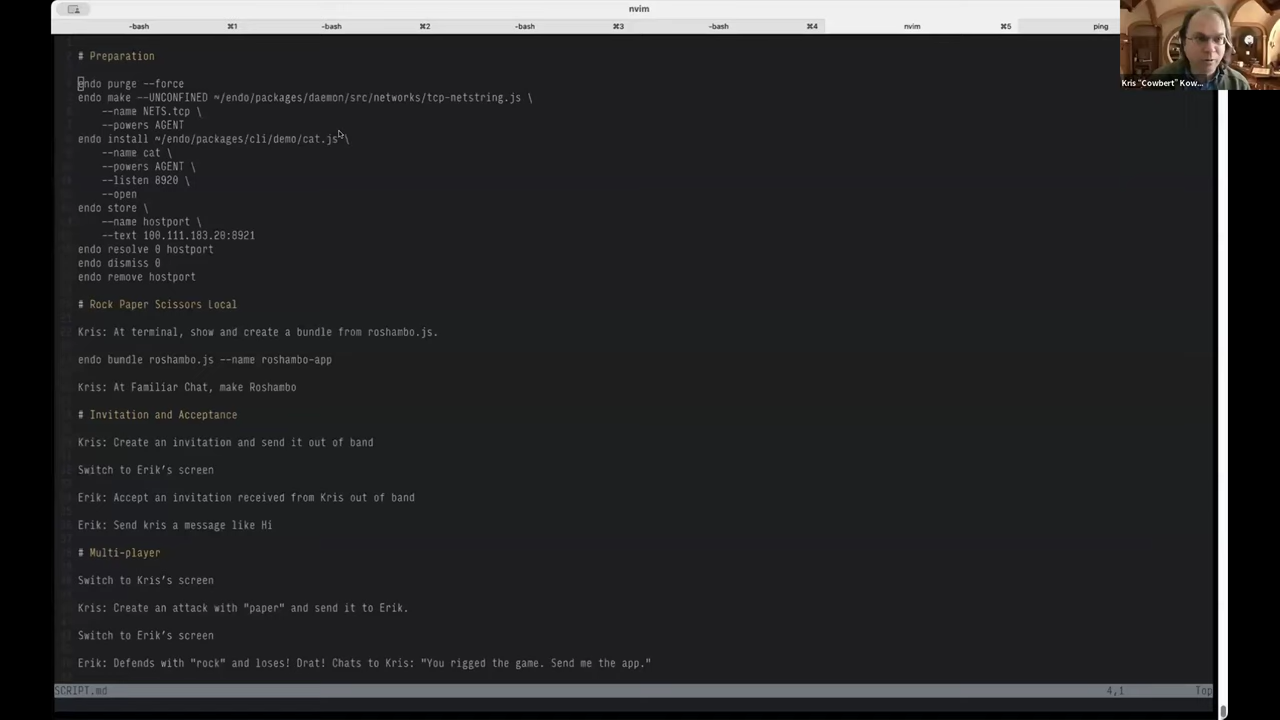 nvim
-bash ⌘1 -bash ⌘2 -bash ⌘3 -bash ⌘4 nvim ⌘5 ping
# Preparation
endo purge --force
endo make --UNCONFINED ~/endo/packages/daemon/src/networks/tcp-netstring.js \
--name NETS.tcp \
--powers AGENT
endo install ~/endo/packages/cli/demo/cat.js \
--name cat \
--powers AGENT \
--listen 8920 \
--open
endo store \
--name hostport \
--text 100.111.183.20:8921
endo resolve 0 hostport
endo dismiss 0
endo remove hostport
# Rock Paper Scissors Local
Kris: At terminal, show and create a bundle from roshambo.js.
endo bundle roshambo.js --name roshambo-app
Kris: At Familiar Chat, make Roshambo
# Invitation and Acceptance
Kris: Create an invitation and send it out of band
Switch to Erik's screen
Erik: Accept an invitation received from Kris out of band
Erik: Send kris a message like Hi
# Multi-player
Switch to Kris's screen
Kris: Create an attack with "paper" and send it to Erik.
Switch to Erik's screen
Erik: Defends with "rock" and loses! Drat! Chats to Kris: "You rigged the game. Send me the app."
SCRIPT.md 4,1 Top
Kris "Cowbert" Kow...